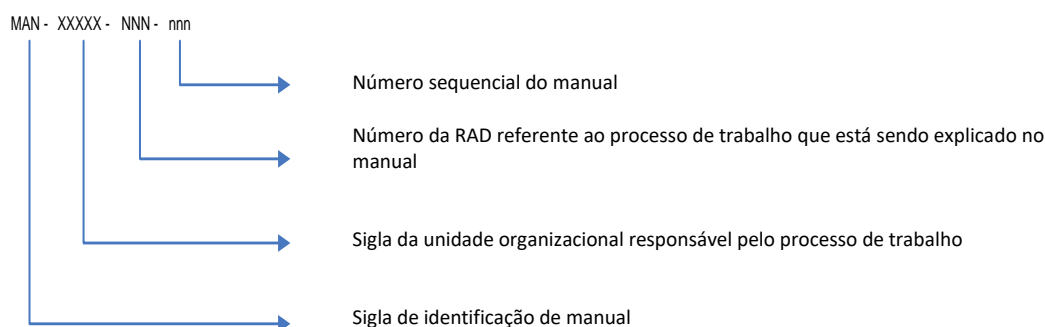 MAN - XXXXX - NNN - nnn
Número sequencial do manual
Número da RAD referente ao processo de trabalho que está sendo explicado no
manual
Sigla da unidade organizacional responsável pelo processo de trabalho
Sigla de identificação de manual